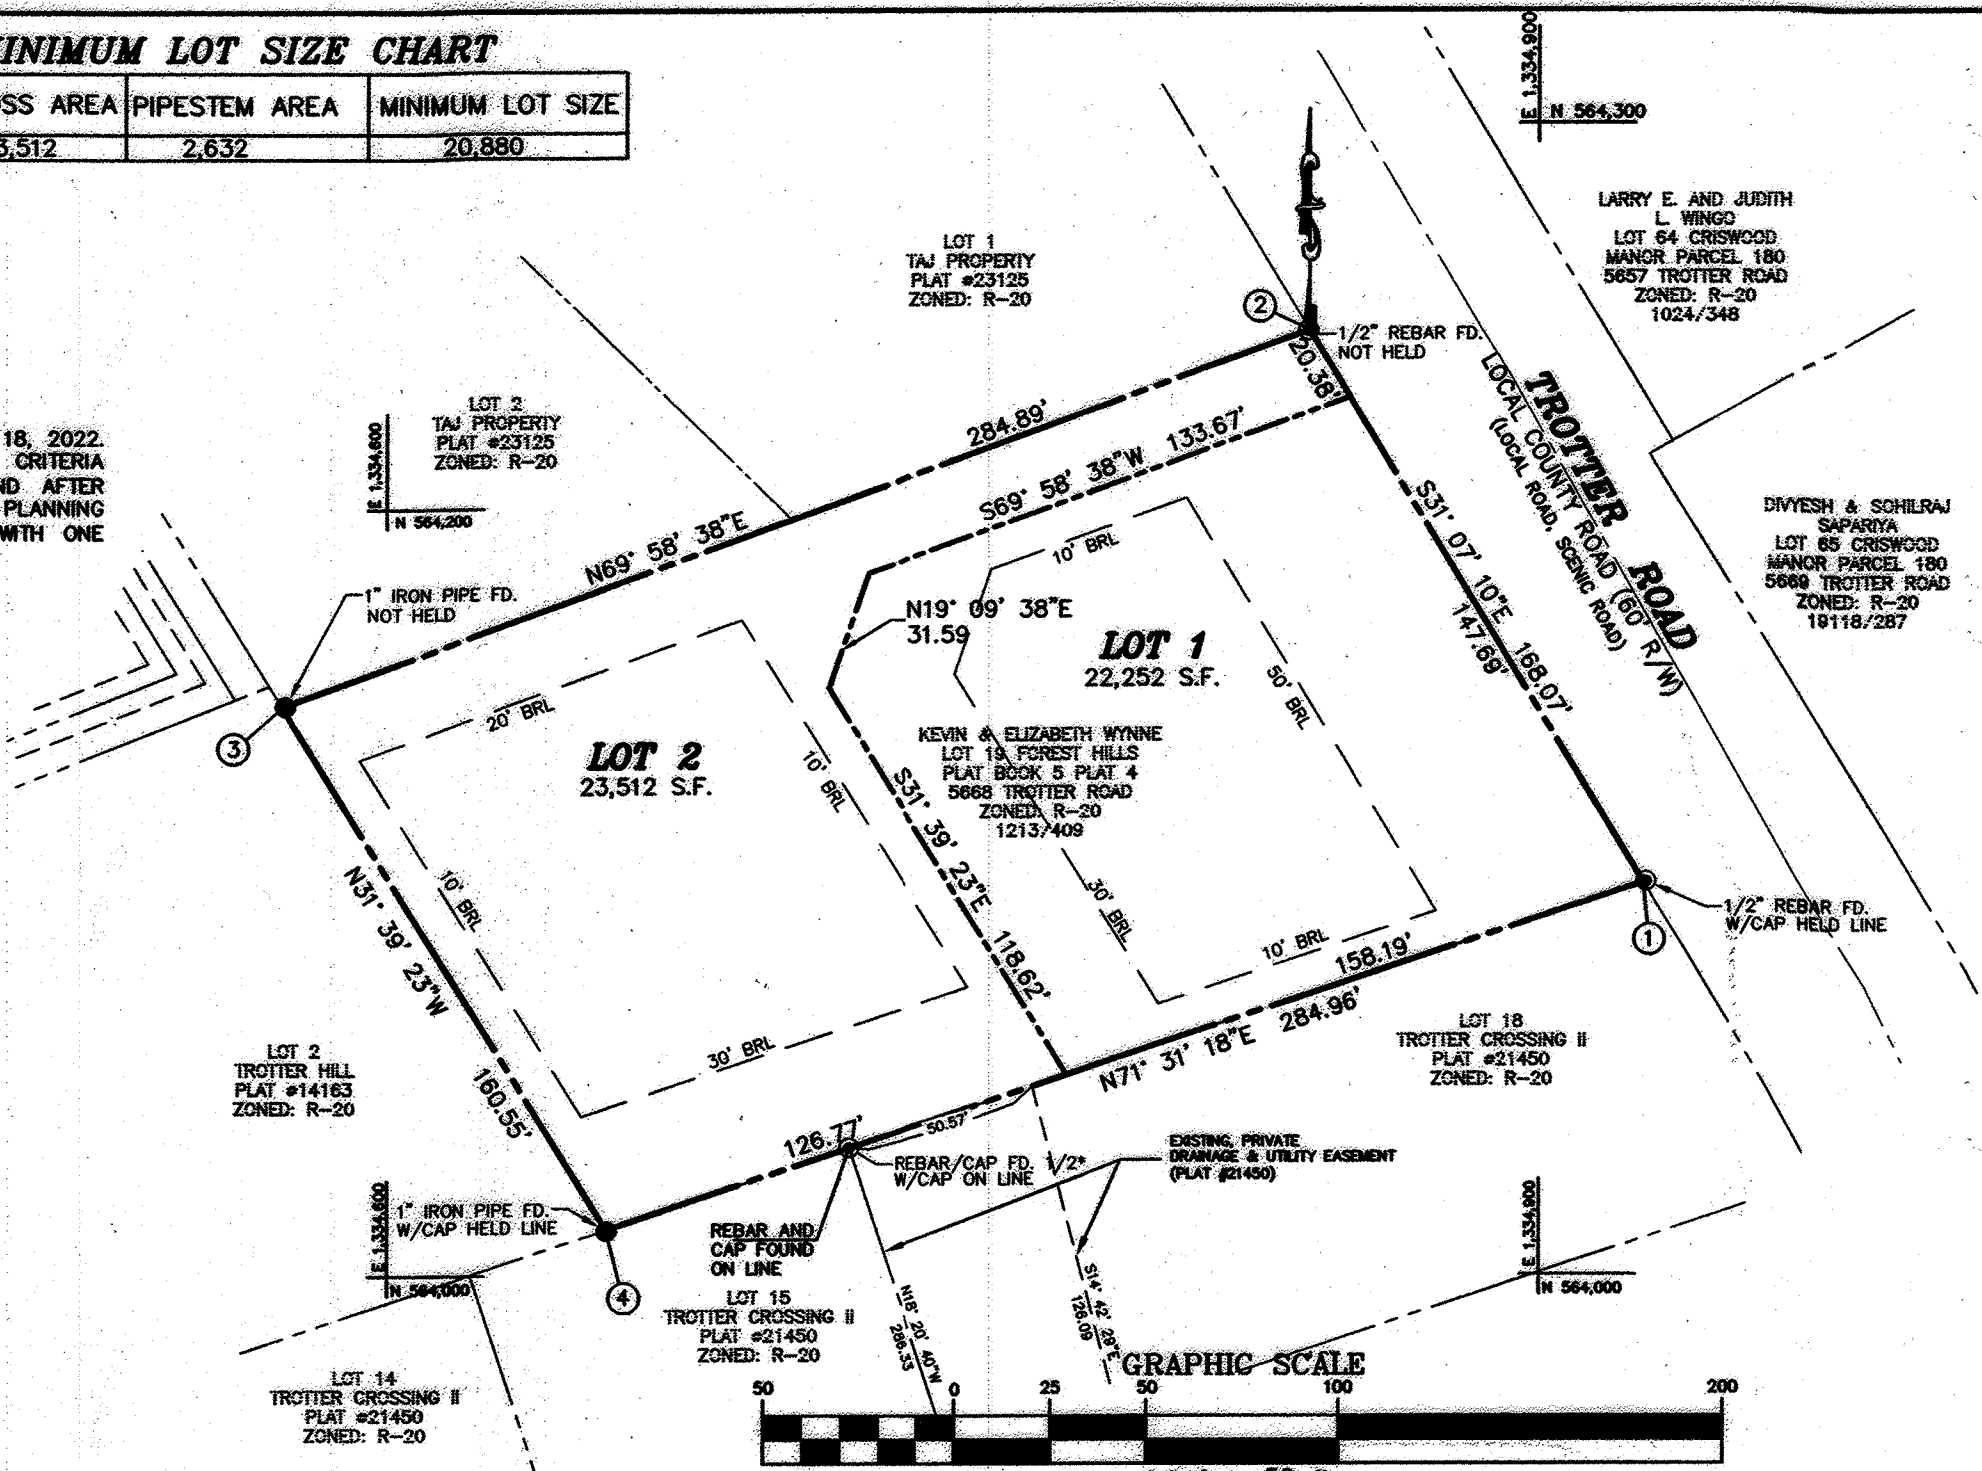 MINIMUM LOT SIZE CHART
SS AREA PIPESTEM AREA MINIMUM LOT SIZE
3,512 2,632 20,880
18, 2022.
CRITERIA
ND AFTER
PLANNING
WITH ONE
E 1,334,900
N 564,300
LOT 1
TAJ PROPERTY
PLAT #23125
ZONED: R-20
LARRY E. AND JUDITH
L. WINGO
LOT 64 CRISWOOD
MANOR PARCEL 180
5657 TROTTER ROAD
ZONED: R-20
1024/348
2
1/2" REBAR FD.
NOT HELD
20.38'
LOT 2
TAJ PROPERTY
PLAT #23125
ZONED: R-20
E 1,334,600
N 564,200
284.89'
N69° 58' 38"E
S69° 58' 38"W 133.67'
TROTTER ROAD
LOCAL COUNTY ROAD (60' R/W)
(LOCAL ROAD, SCENIC ROAD)
S31° 07' 10"E 168.07'
147.69'
DIVYESH & SOHILRAJ
SAPARIYA
LOT 65 CRISWOOD
MANOR PARCEL 180
5669 TROTTER ROAD
ZONED: R-20
19118/287
1" IRON PIPE FD.
NOT HELD
3
10' BRL
N19° 09' 38"E
31.59
LOT 1
22,252 S.F.
50' BRL
20' BRL
LOT 2
23,512 S.F.
10' BRL
KEVIN & ELIZABETH WYNNE
LOT 19 FOREST HILLS
PLAT BOOK 5 PLAT 4
5668 TROTTER ROAD
ZONED: R-20
1213/409
S31° 39' 23"E
118.62'
N31° 39' 23"W
160.55'
10' BRL
30' BRL
10' BRL
158.19'
1/2" REBAR FD.
W/CAP HELD LINE
1
30' BRL
N71° 31' 18"E 284.96'
LOT 18
TROTTER CROSSING II
PLAT #21450
ZONED: R-20
LOT 2
TROTTER HILL
PLAT #14163
ZONED: R-20
126.77'
50.57'
REBAR/CAP FD. 1/2"
W/CAP ON LINE
EXISTING, PRIVATE
DRAINAGE & UTILITY EASEMENT
(PLAT #21450)
E 1,334,600
N 564,000
1" IRON PIPE FD.
W/CAP HELD LINE
4
REBAR AND
CAP FOUND
ON LINE
LOT 15
TROTTER CROSSING II
PLAT #21450
ZONED: R-20
N18° 20' 40"W
286.33
S14° 42' 29"E
126.09
E 1,334,900
N 564,000
LOT 14
TROTTER CROSSING II
PLAT #21450
ZONED: R-20
GRAPHIC SCALE
50 0 25 50 100 200